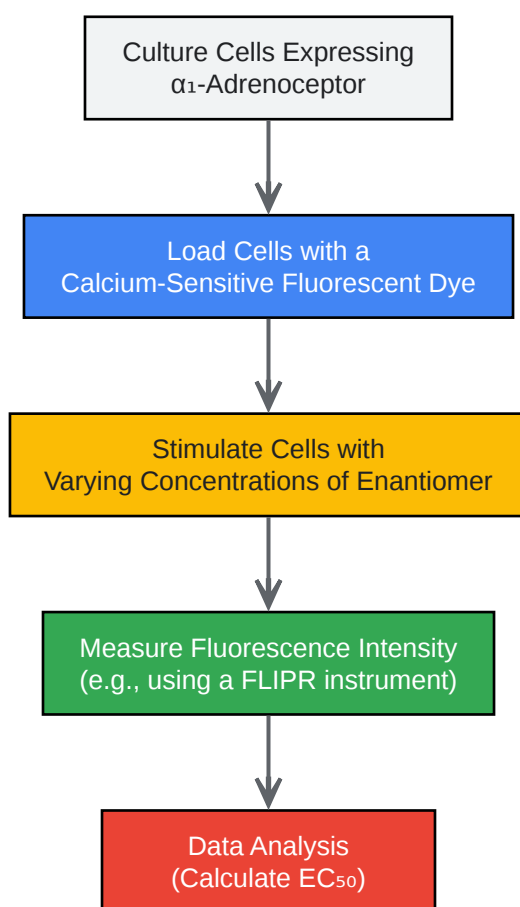 Culture Cells Expressing
α₁-Adrenoceptor
Load Cells with a
Calcium-Sensitive Fluorescent Dye
Stimulate Cells with
Varying Concentrations of Enantiomer
Measure Fluorescence Intensity
(e.g., using a FLIPR instrument)
Data Analysis
(Calculate EC₅₀)